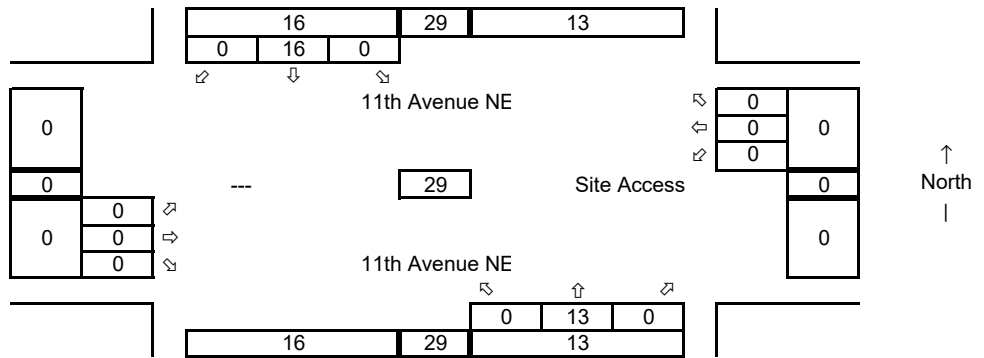 16 29 13
0 16 0
⬃ ⇩ ⬂
11th Avenue NE
⬁ 0
0 ⇦ 0 0
⬃ 0 ↑
0 --- 29 Site Access 0 North
0 ⬀ |
0 0 ⇨ 0
0 ⬂ 11th Avenue NE
⬁ ⇧ ⬀
0 13 0
16 29 13